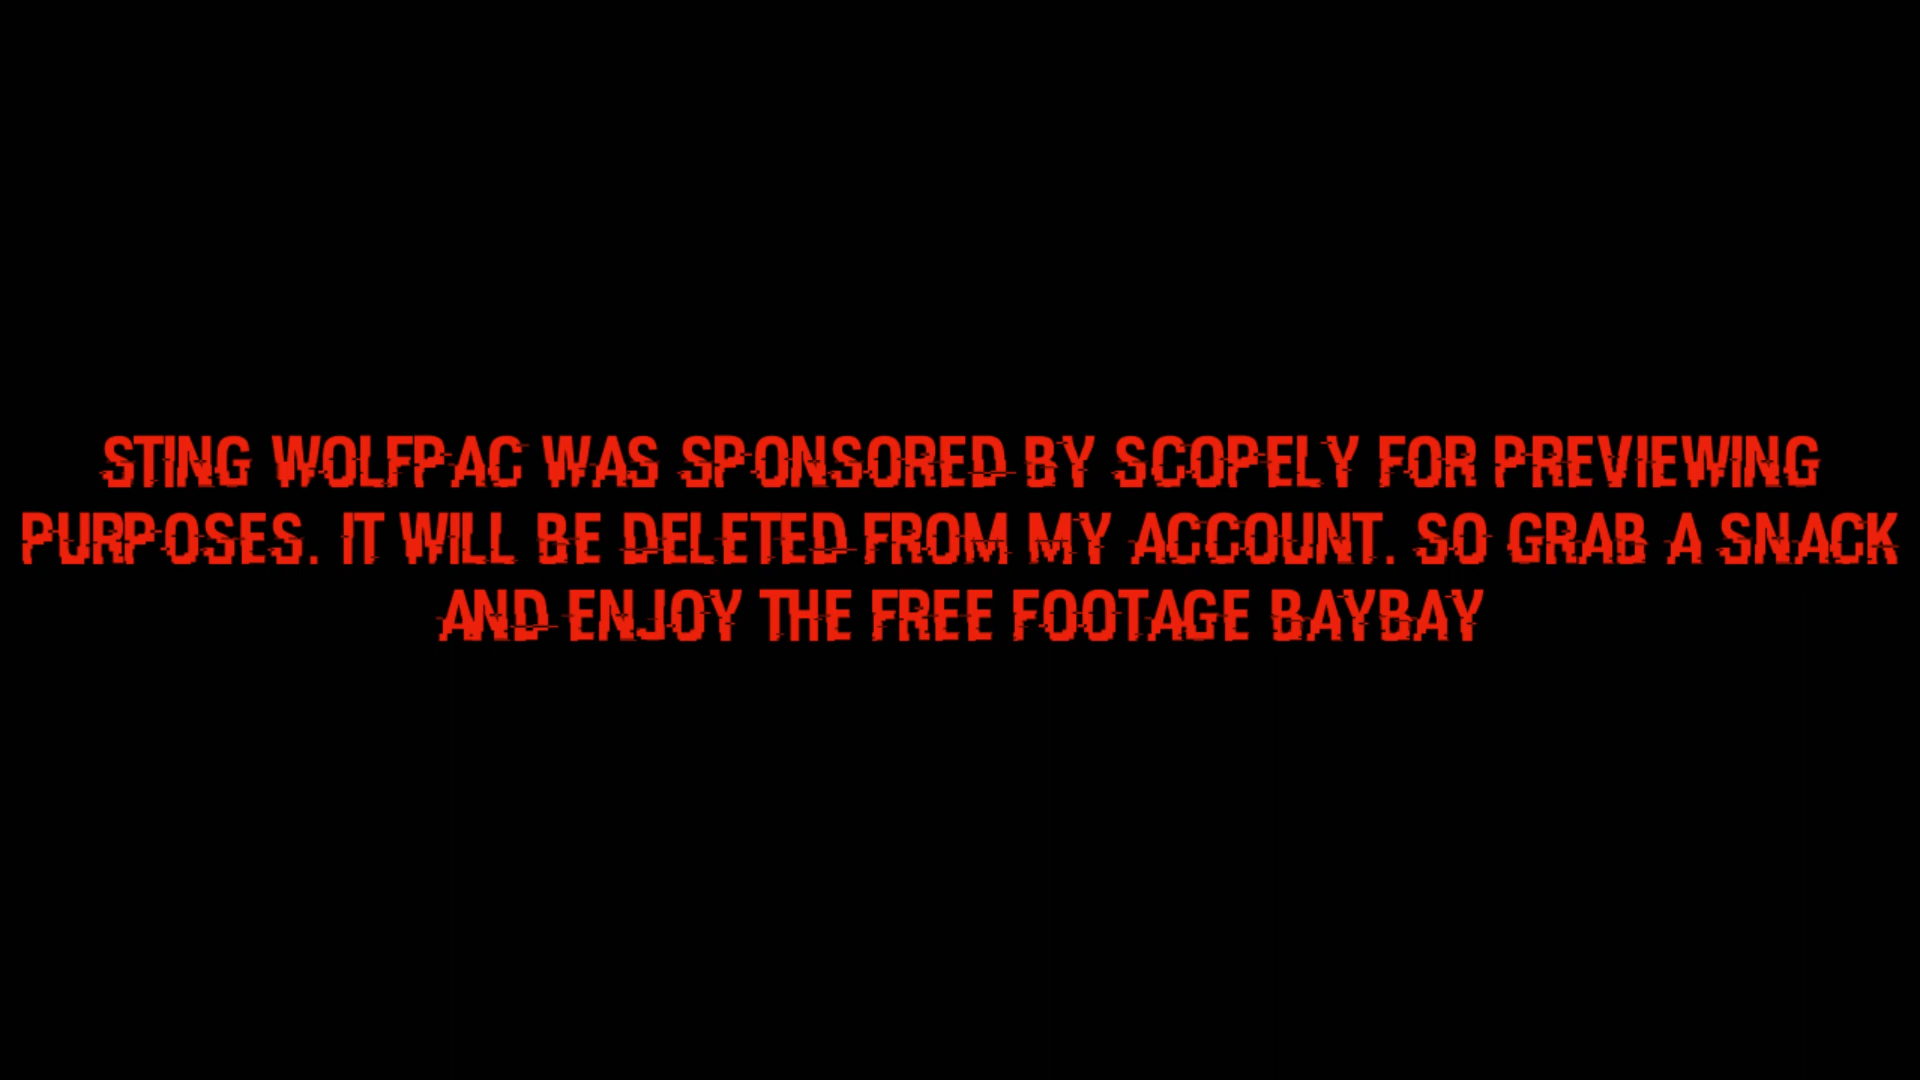 STING WOLFPAC WAS SPONSORED BY SCOPELY FOR PREVIEWING
PURPOSES. IT WILL BE DELETED FROM MY ACCOUNT. SO GRAB A SNACK
AND ENJOY THE FREE FOOTAGE BAYBAY